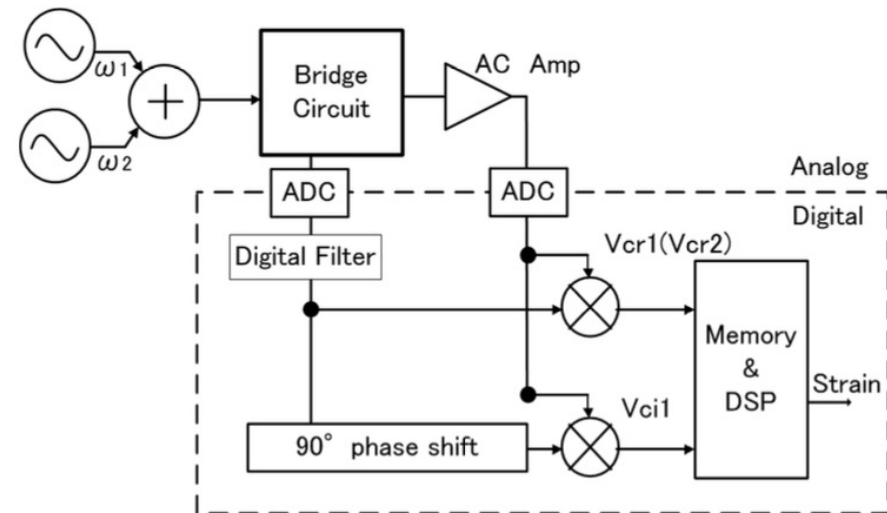 ω1
ω2
Bridge
Circuit
AC Amp
ADC
ADC
Analog
Digital
Digital Filter
Vcr1(Vcr2)
Memory
&
DSP
Strain
Vci1
90° phase shift